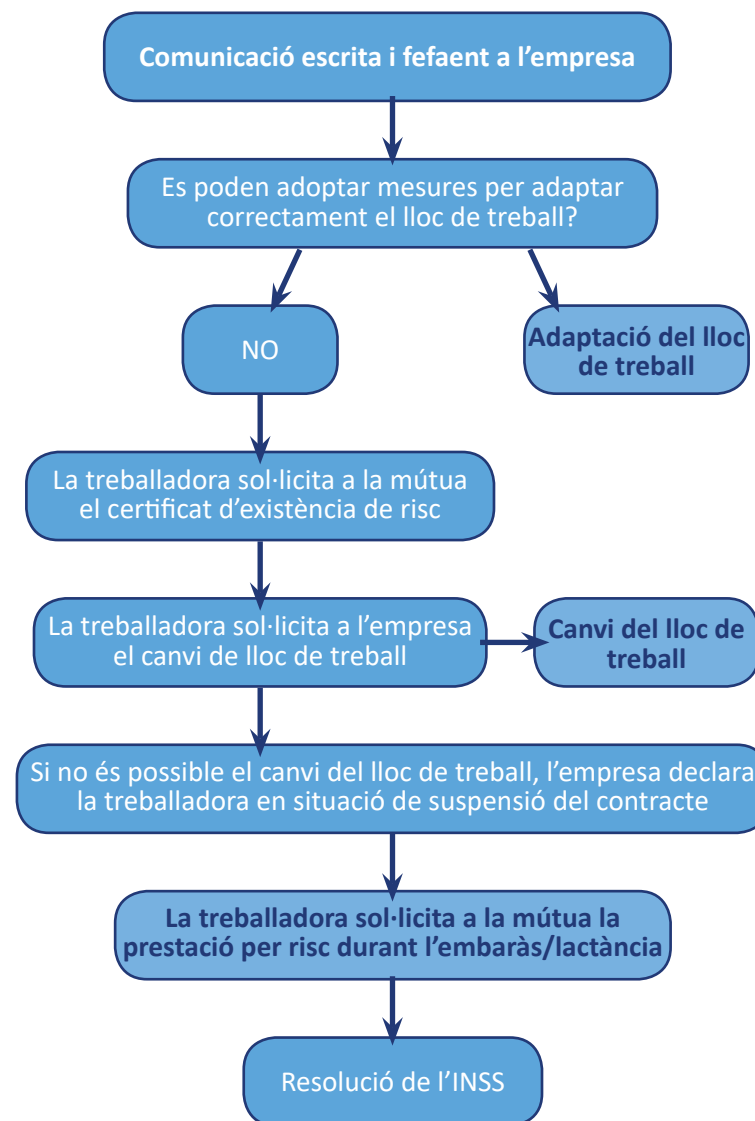 Comunicació escrita i fefaent a l’empresa
Es poden adoptar mesures per adaptar
correctament el lloc de treball?
NO
Adaptació del lloc
de treball
La treballadora sol·licita a la mútua
el certificat d’existència de risc
La treballadora sol·licita a l’empresa
el canvi de lloc de treball
Canvi del lloc de
treball
Si no és possible el canvi del lloc de treball, l’empresa declara
la treballadora en situació de suspensió del contracte
La treballadora sol·licita a la mútua la
prestació per risc durant l’embaràs/lactància
Resolució de l’INSS